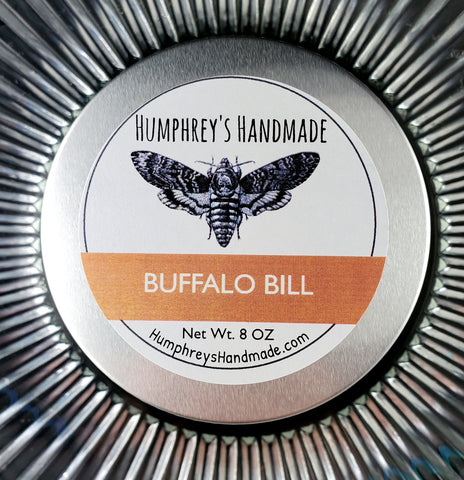 HUMPHREY'S HANDMADE
BUFFALO BILL
Net Wt. 8 OZ
HumphreysHandmade.com